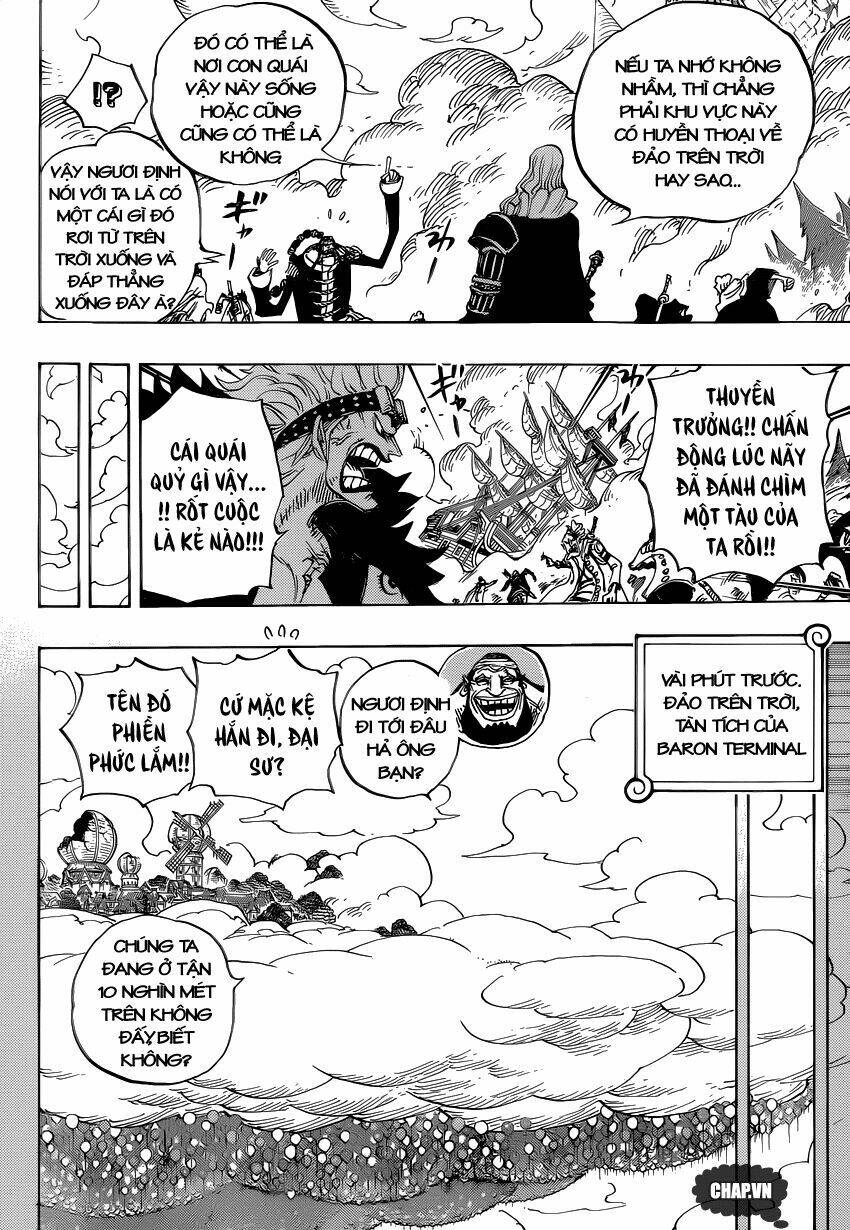 NẾU TA NHỚ KHÔNG
NHẦM, THÌ CHẲNG
PHẢI KHU VỰC NÀY
CÓ HUYỀN THOẠI VỀ
ĐẢO TRÊN TRỜI
HAY SAO...
ĐÓ CÓ THỂ LÀ
NƠI CON QUÁI
VẬY NÀY SỐNG
HOẶC CŨNG
CŨNG CÓ THỂ LÀ
KHÔNG
!?
VẬY NGƯƠI ĐỊNH
NÓI VỚI TA LÀ CÓ
MỘT CÁI GÌ ĐÓ
RƠI TỪ TRÊN
TRỜI XUỐNG VÀ
ĐÁP THẲNG
XUỐNG ĐÂY À?
THUYỀN
TRƯỞNG!! CHẤN
ĐỘNG LÚC NÃY
ĐÃ ĐÁNH CHÌM
MỘT TÀU CỦA
TA RỒI!!
CÁI QUÁI
QUỶ GÌ VẬY...
!! RỐT CUỘC
LÀ KẺ NÀO!!!
VÀI PHÚT TRƯỚC.
ĐẢO TRÊN TRỜI,
TÀN TÍCH CỦA
BARON TERMINAL
NGƯƠI ĐỊNH
ĐI TỚI ĐÂU
HẢ ÔNG
BẠN?
CỨ MẶC KỆ
HẮN ĐI, ĐẠI
SƯ?
TÊN ĐÓ
PHIỀN
PHỨC LẮM!!
CHÚNG TA
ĐANG Ở TẬN
10 NGHÌN MÉT
TRÊN KHÔNG
ĐẤY, BIẾT
KHÔNG?
CHAP.VN